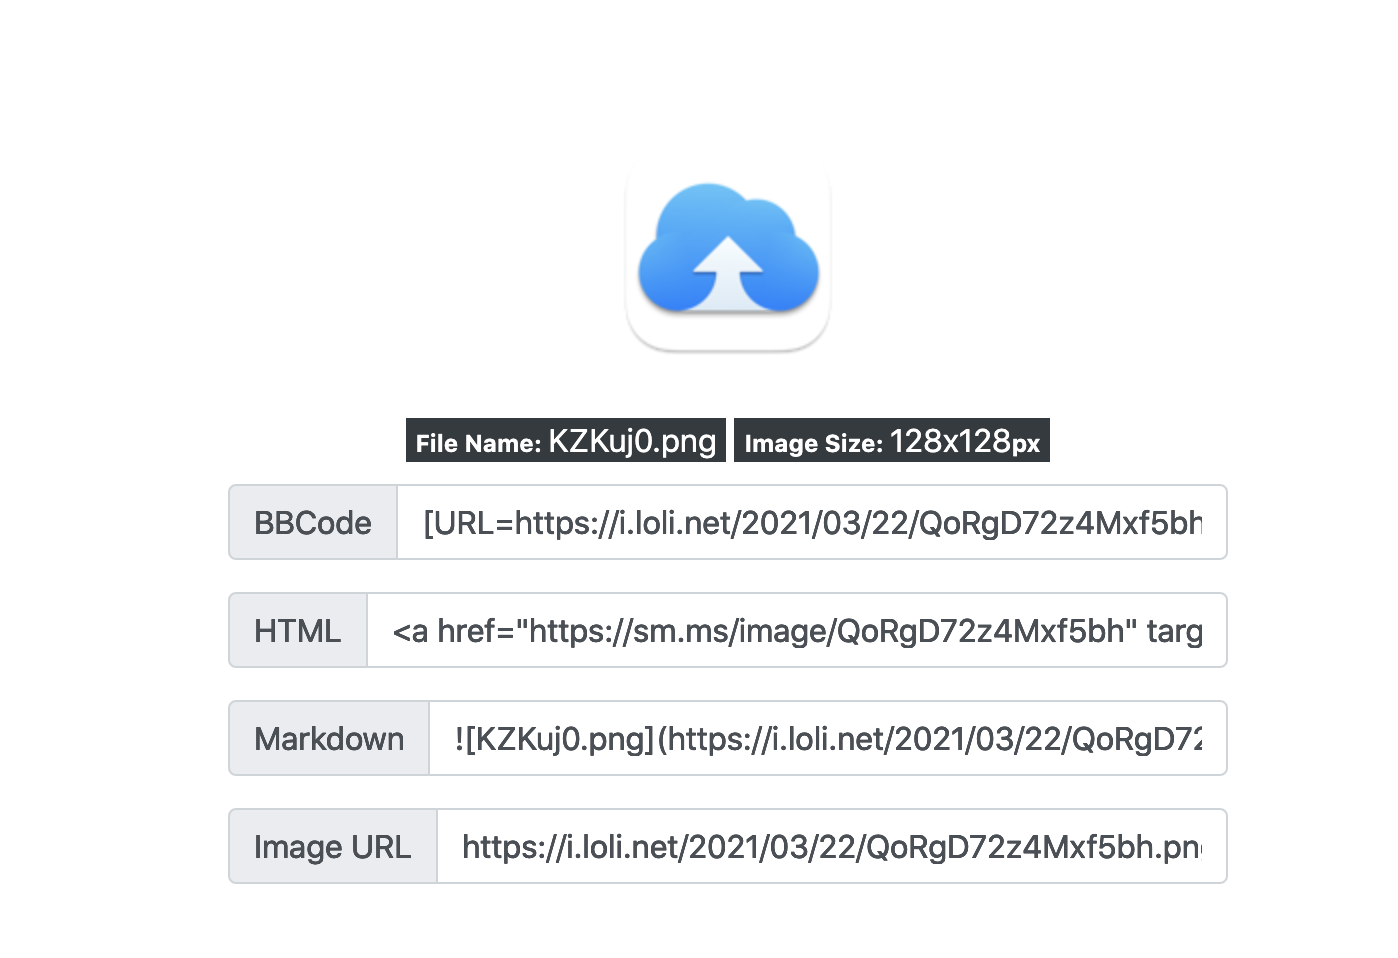 File Name: KZKuj0.png Image Size: 128x128px
BBCode [URL=https://i.loli.net/2021/03/22/QoRgD72z4Mxf5bh
HTML <a href="https://sm.ms/image/QoRgD72z4Mxf5bh" targ
Markdown ![KZKuj0.png](https://i.loli.net/2021/03/22/QoRgD72
Image URL https://i.loli.net/2021/03/22/QoRgD72z4Mxf5bh.pn